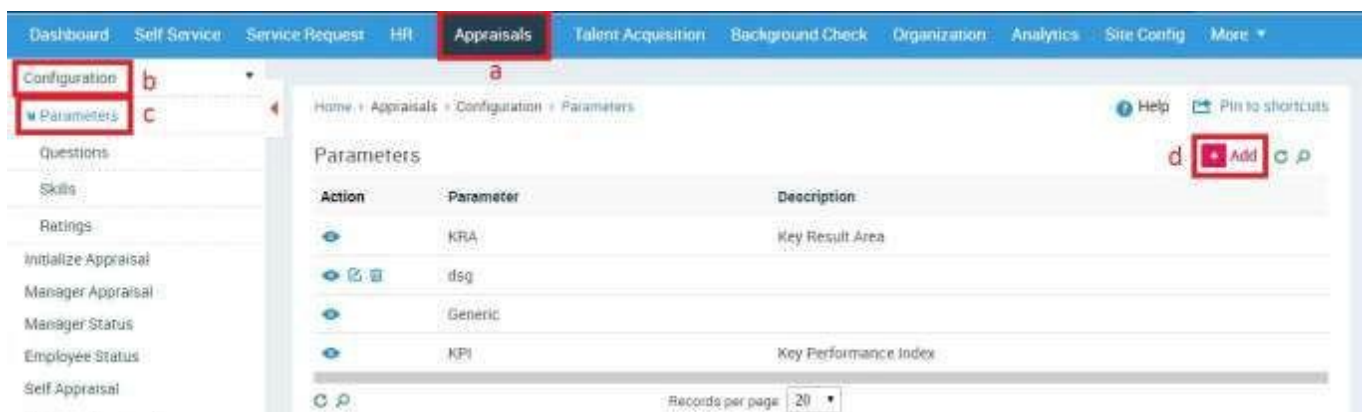 Dashboard Self Service Service Request HR Appraisals Talent Acquisition Background Check Organization Analytics Site Config More
a
Configuration b
Parameters c
Home Appraisals Configuration Parameters Help Pin to shortcuts
Questions
Parameters d Add
Skills
Action Parameter Description
Ratings
KRA Key Result Area
Initialize Appraisal
dsg
Manager Appraisal
Generic
Manager Status
KPI Key Performance Index
Employee Status
Self Appraisal
Records per page 20